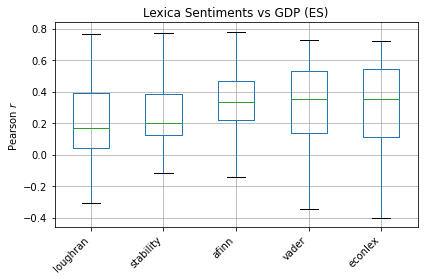 Lexica Sentiments vs GDP (ES)
Pearson r
0.8
0.6
0.4
0.2
0.0
−0.2
−0.4
loughran
stability
afinn
vader
econlex